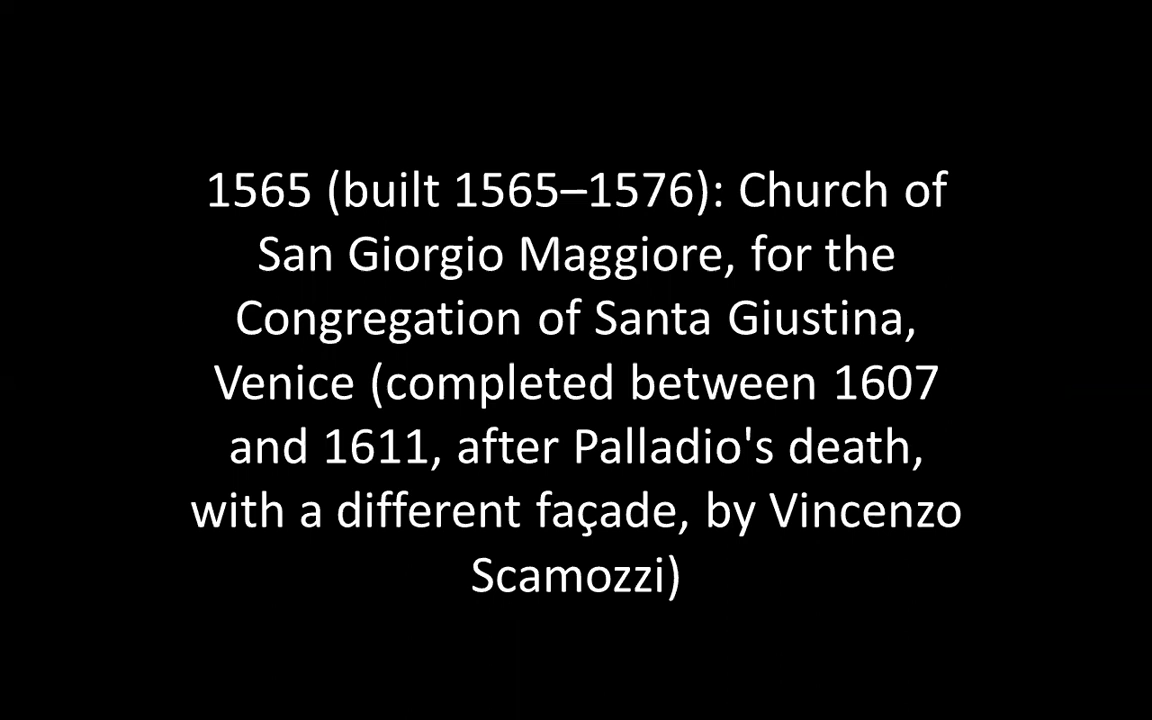 1565 (built 1565–1576): Church of
San Giorgio Maggiore, for the
Congregation of Santa Giustina,
Venice (completed between 1607
and 1611, after Palladio's death,
with a different façade, by Vincenzo
Scamozzi)